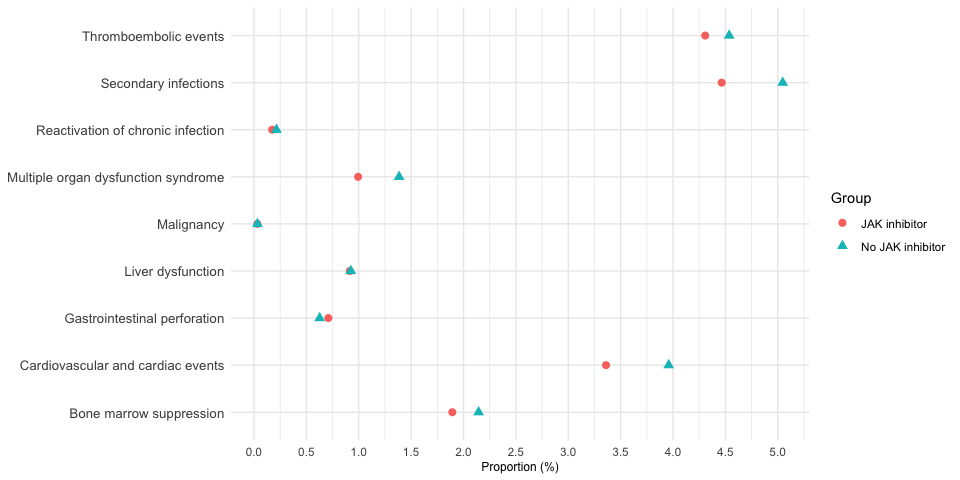 Thromboembolic events
Secondary infections
Reactivation of chronic infection
Multiple organ dysfunction syndrome
Malignancy
Liver dysfunction
Gastrointestinal perforation
Cardiovascular and cardiac events
Bone marrow suppression
0.0 0.5 1.0 1.5 2.0 2.5 3.0 3.5 4.0 4.5 5.0
Proportion (%)
Group
JAK inhibitor
No JAK inhibitor